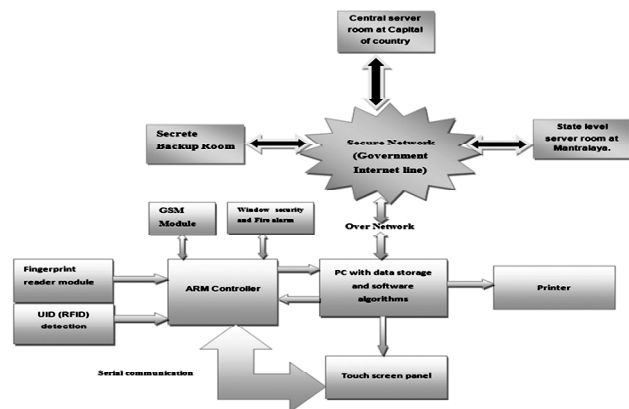 Central server
room at Capital
of country
Secrete
Backup Room
Secure Network
(Government
Internet line)
State level
server room at
Mantralaya.
GSM
Module
Window security
and Fire alarm
Over Network
Fingerprint
reader module
ARM Controller
PC with data storage
and software
algorithms
Printer
UID (RFID)
detection
Serial communication
Touch screen panel